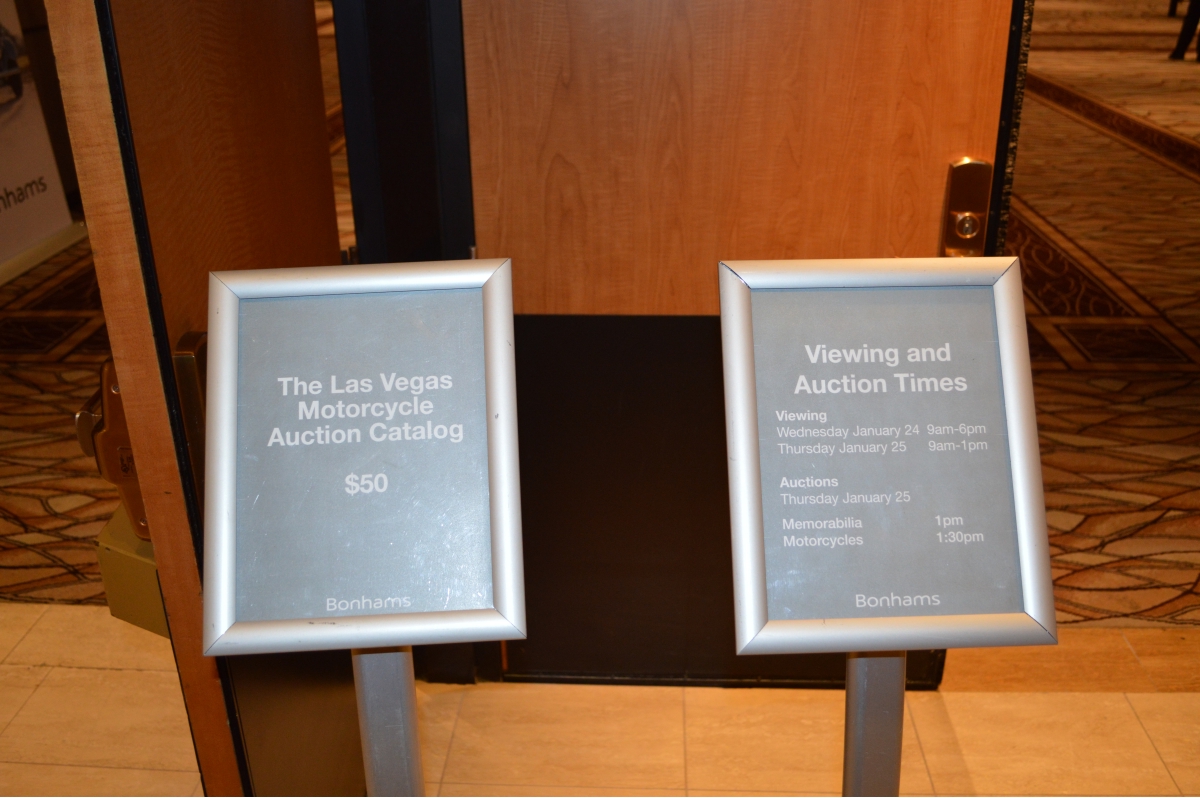 nhams
The Las Vegas
Motorcycle
Auction Catalog
$50
Bonhams
Viewing and
Auction Times
Viewing
Wednesday January 24 9am-6pm
Thursday January 25 9am-1pm
Auctions
Thursday January 25
Memorabilia 1pm
Motorcycles 1:30pm
Bonhams